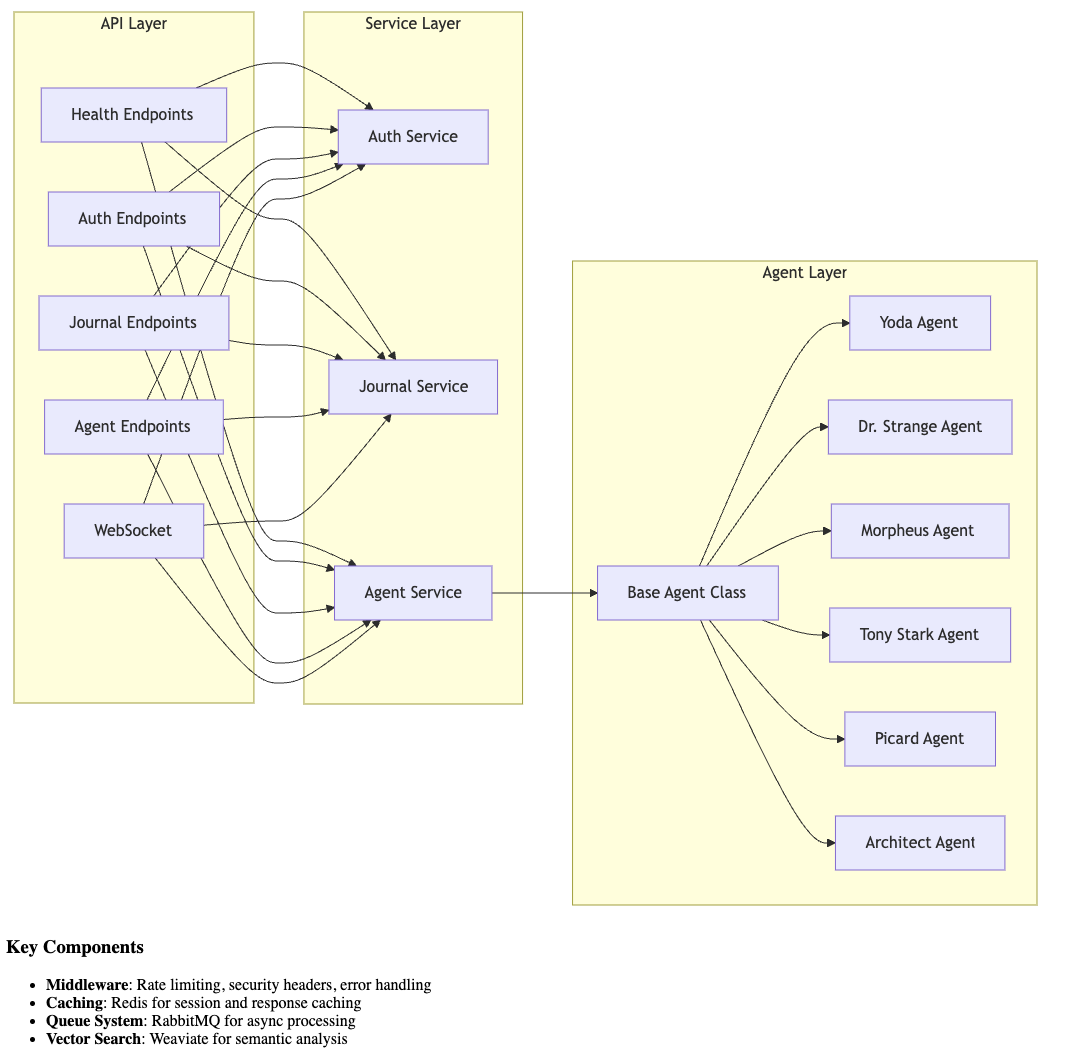 API Layer
Health Endpoints
Auth Endpoints
Journal Endpoints
Agent Endpoints
WebSocket
Service Layer
Auth Service
Journal Service
Agent Service
Agent Layer
Base Agent Class
Yoda Agent
Dr. Strange Agent
Morpheus Agent
Tony Stark Agent
Picard Agent
Architect Agent
Key Components
• Middleware: Rate limiting, security headers, error handling
• Caching: Redis for session and response caching
• Queue System: RabbitMQ for async processing
• Vector Search: Weaviate for semantic analysis